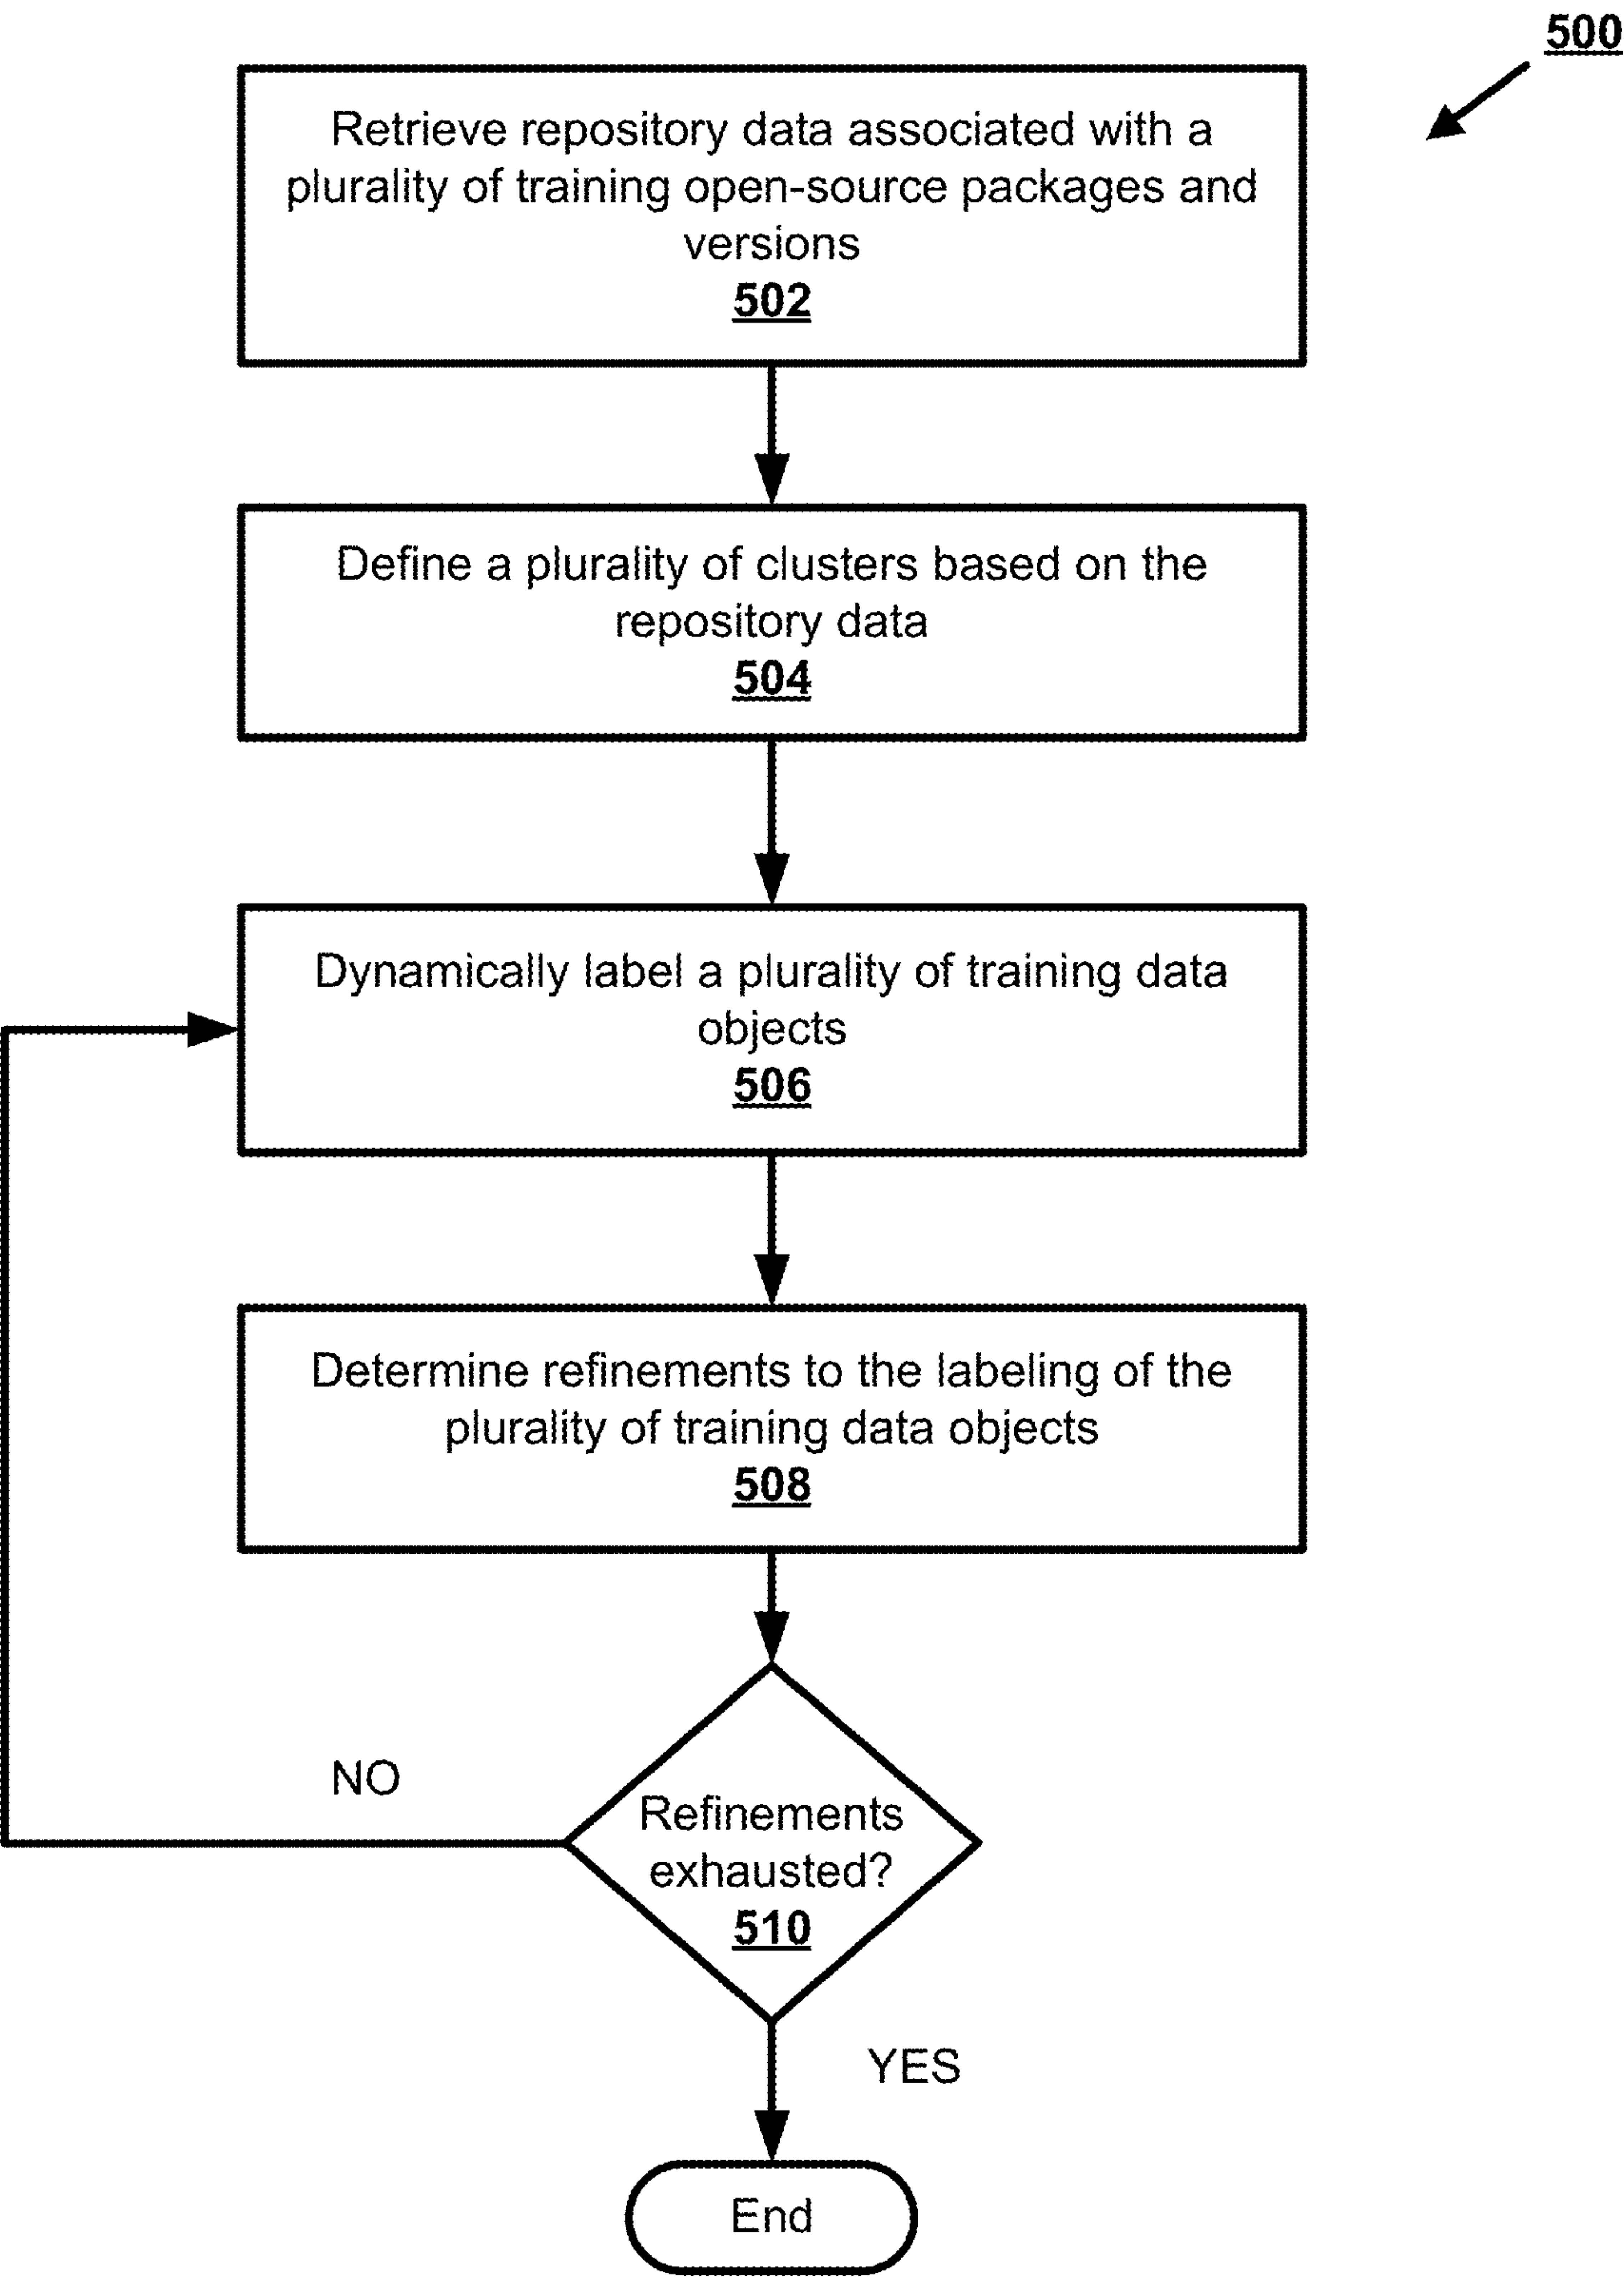 500
Retrieve repository data associated with a
plurality of training open-source packages and
versions
502
Define a plurality of clusters based on the
repository data
504
Dynamically label a plurality of training data
objects
506
Determine refinements to the labeling of the
plurality of training data objects
508
NO
Refinements
exhausted?
510
YES
End